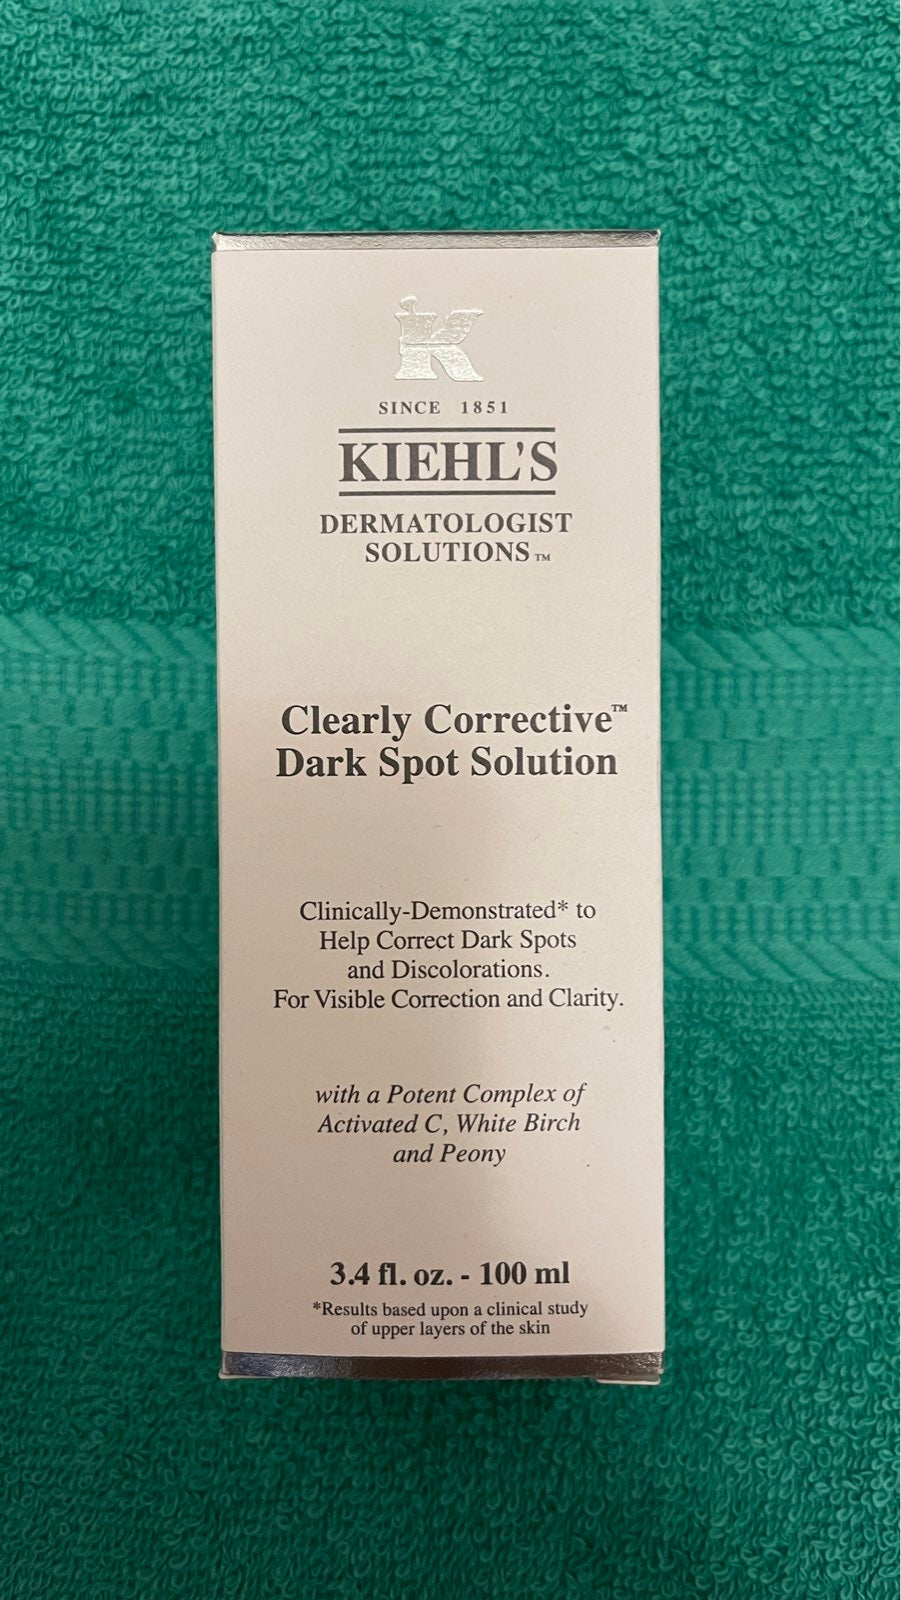 K
SINCE 1851
KIEHL'S
DERMATOLOGIST
SOLUTIONS™
Clearly Corrective™
Dark Spot Solution
Clinically-Demonstrated* to
Help Correct Dark Spots
and Discolorations.
For Visible Correction and Clarity.
with a Potent Complex of
Activated C, White Birch
and Peony
3.4 fl. oz. - 100 ml
*Results based upon a clinical study
of upper layers of the skin